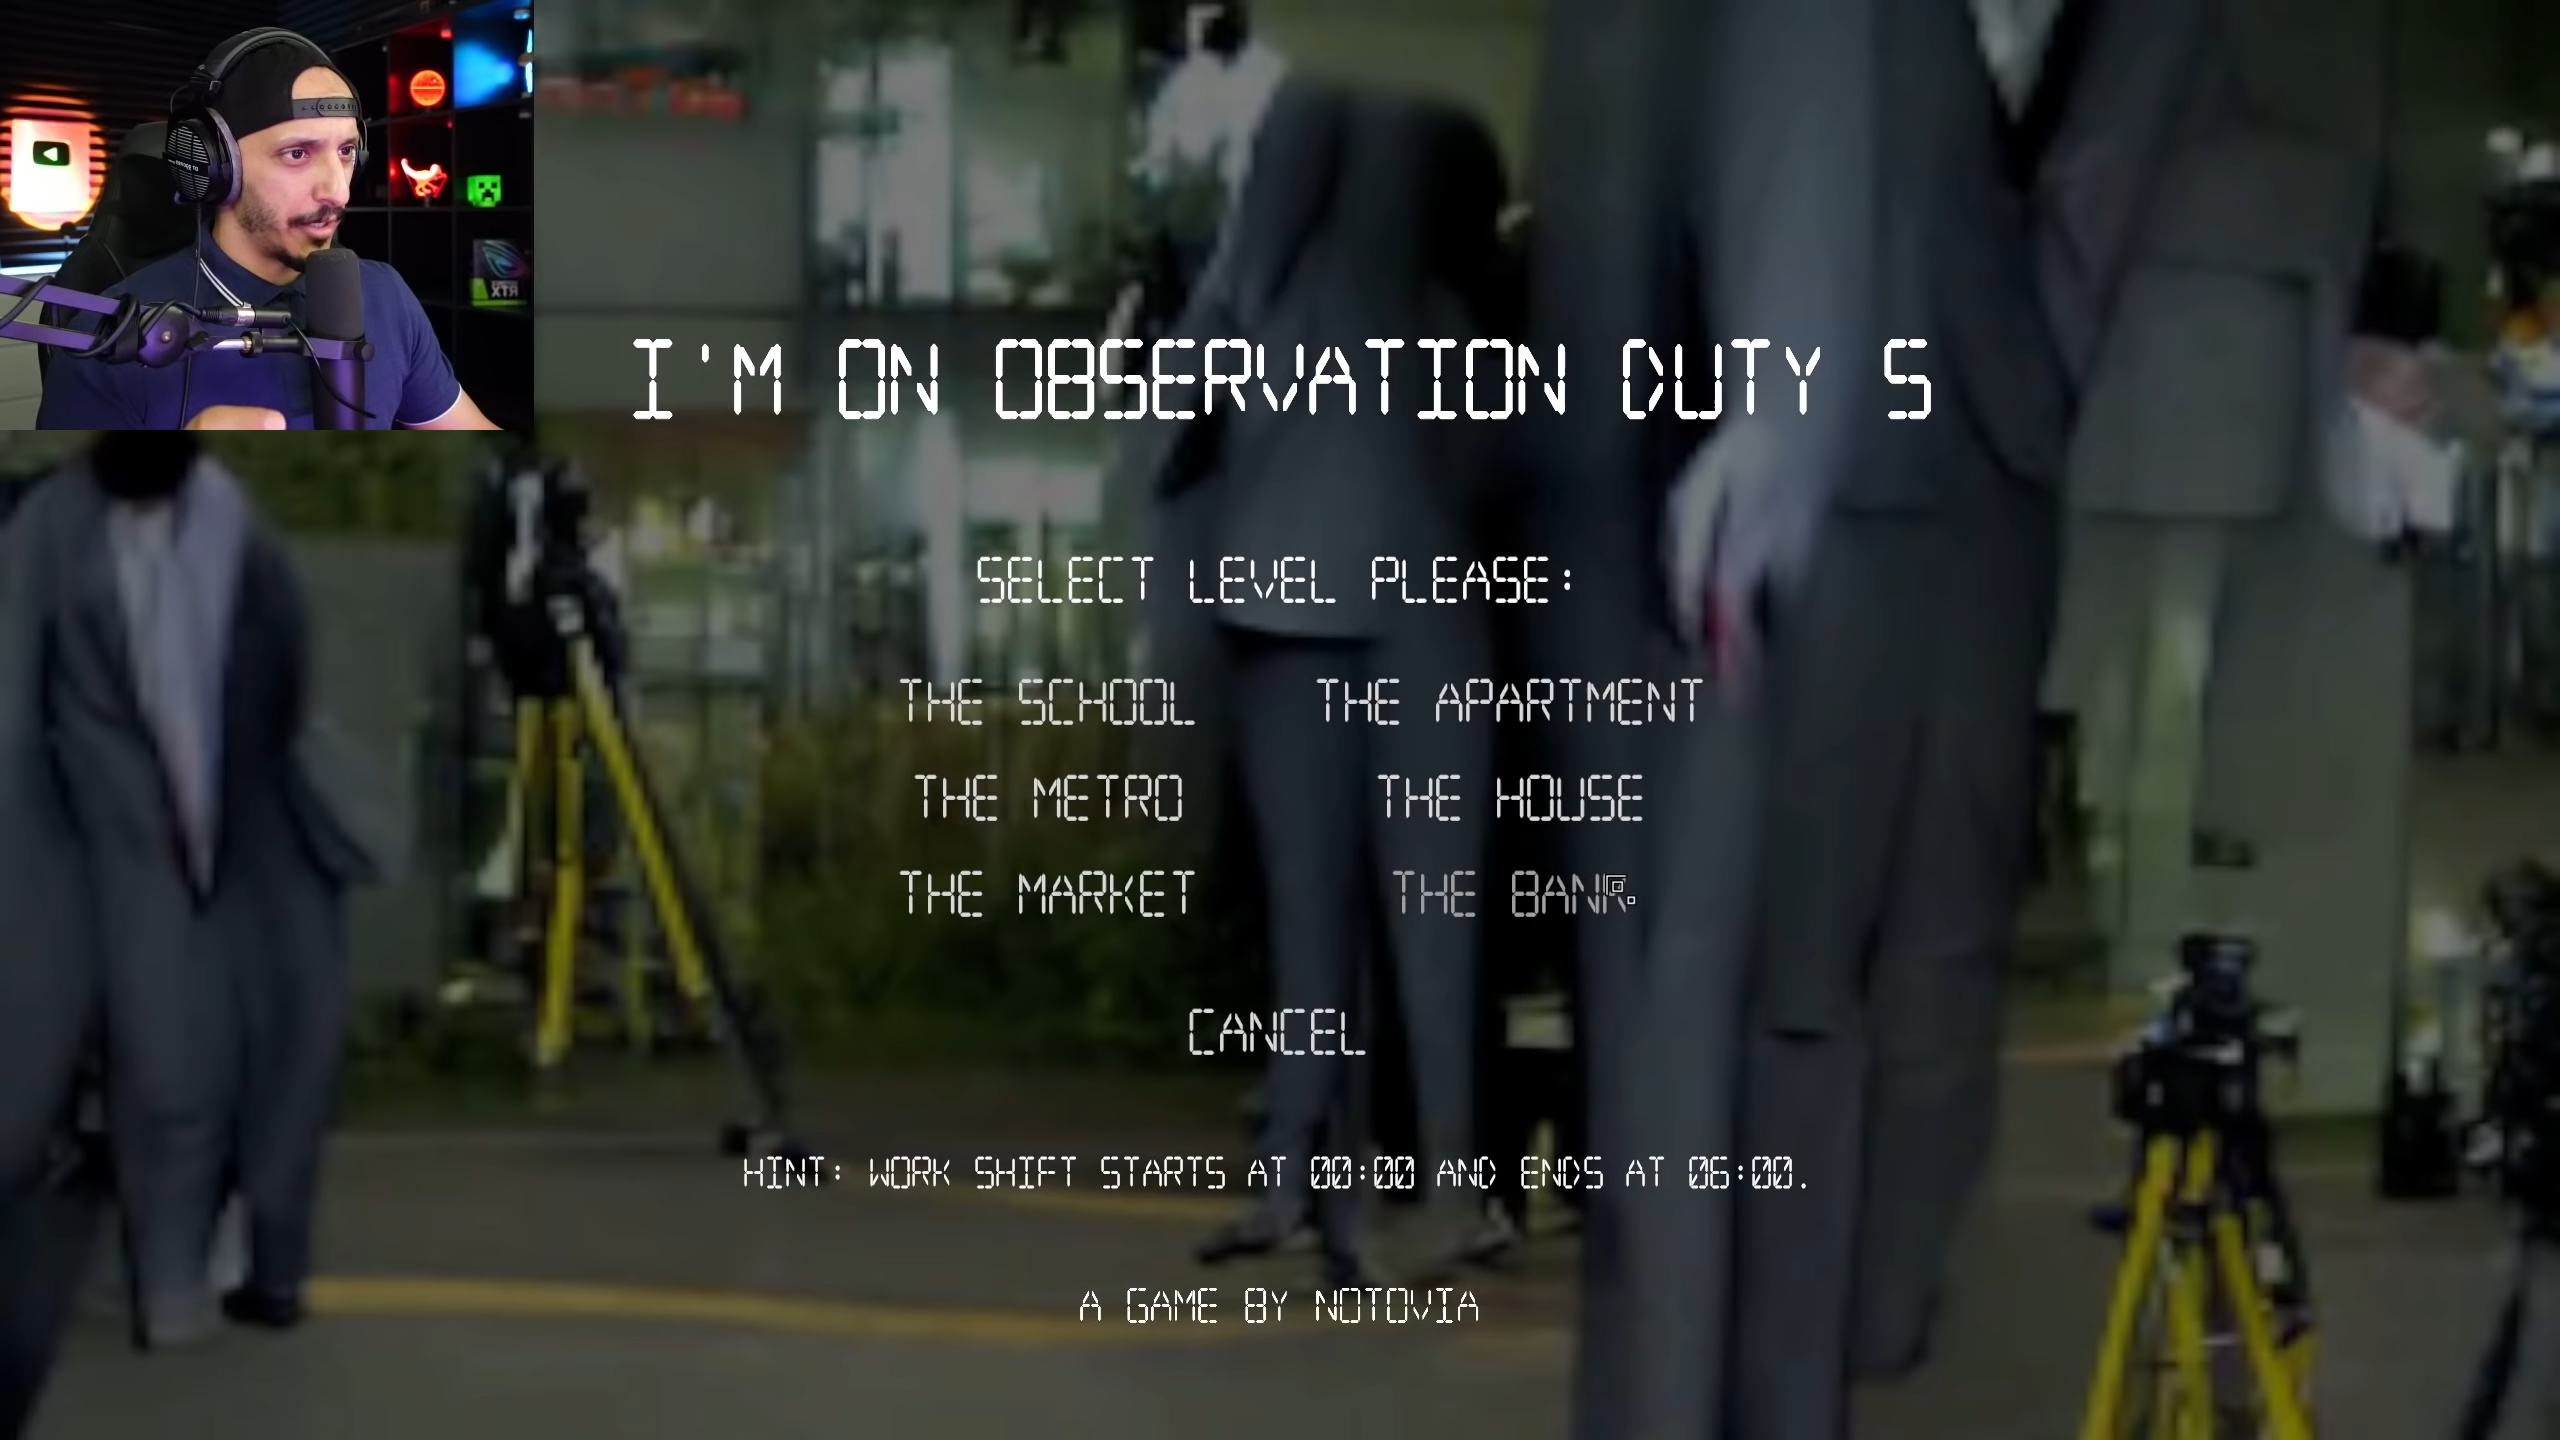 I'M ON OBSERVATION DUTY 5
SELECT LEVEL PLEASE:
THE SCHOOL THE APARTMENT
THE METRO THE HOUSE
THE MARKET THE BANK
CANCEL
HINT: WORK SHIFT STARTS AT 00:00 AND ENDS AT 06:00.
A GAME BY NOTOVIA